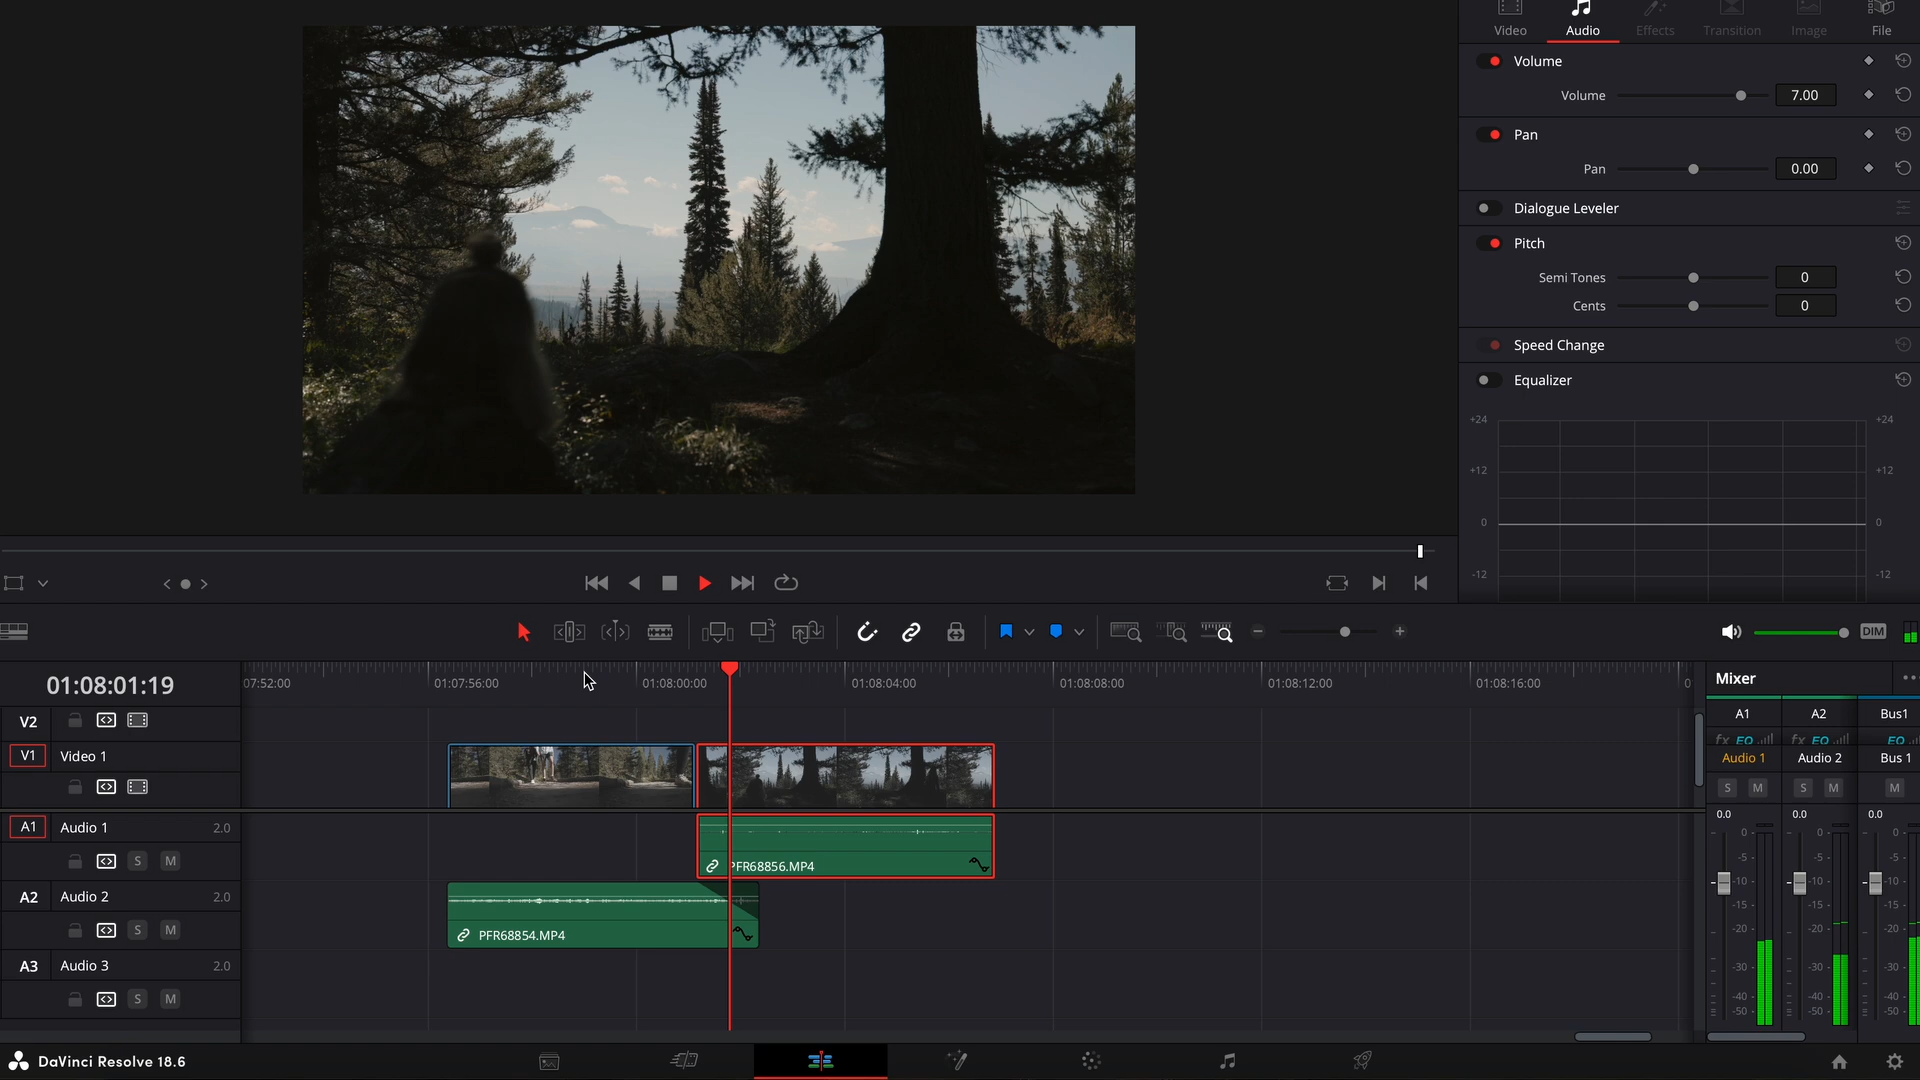 Video Audio Effects Transition Image File
Volume
Volume 7.00
Pan
Pan 0.00
Dialogue Leveler
Pitch
Semi Tones 0
Cents 0
Speed Change
Equalizer
+24 +24
+12 +12
0 0
-12 -12
DIM
01:08:01:19
07:52:00 01:07:56:00 01:08:00:00 01:08:04:00 01:08:08:00 01:08:12:00 01:08:16:00 0
Mixer
V2
V1 Video 1
A1 Audio 1 2.0
S M
PFR68856.MP4
A2 Audio 2 2.0
S M
PFR68854.MP4
A3 Audio 3 2.0
S M
A1 A2 Bus1
fx EQ fx EQ EQ
Audio 1 Audio 2 Bus 1
S M S M M
0.0 0.0 0.0
0 0 0
-5 -5 -5
-10 -10 -10
-15 -15 -15
-20 -20 -20
-30 -30 -30
-40 -40 -40
-50 -50 -50
DaVinci Resolve 18.6